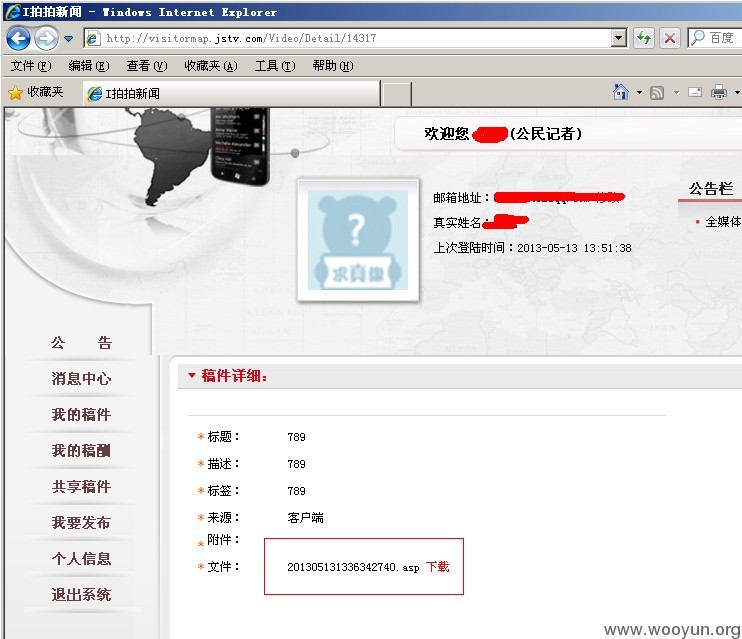 I拍拍新闻 - Windows Internet Explorer
http://visitormap.jstv.com/Video/Detail/14317
百度
文件(F) 编辑(E) 查看(V) 收藏夹(A) 工具(T) 帮助(H)
收藏夹 I拍拍新闻
欢迎您 (公民记者)
公告栏
邮箱地址：
真实姓名：
全媒体
上次登陆时间：2013-05-13 13:51:38
?
求真像
公 告
消息中心
我的稿件
我的稿酬
共享稿件
我要发布
个人信息
退出系统
稿件详细：
*标题： 789
*描述： 789
*标签： 789
*来源： 客户端
*附件：
*文件： 201305131336342740.asp 下载
www.wooyun.org